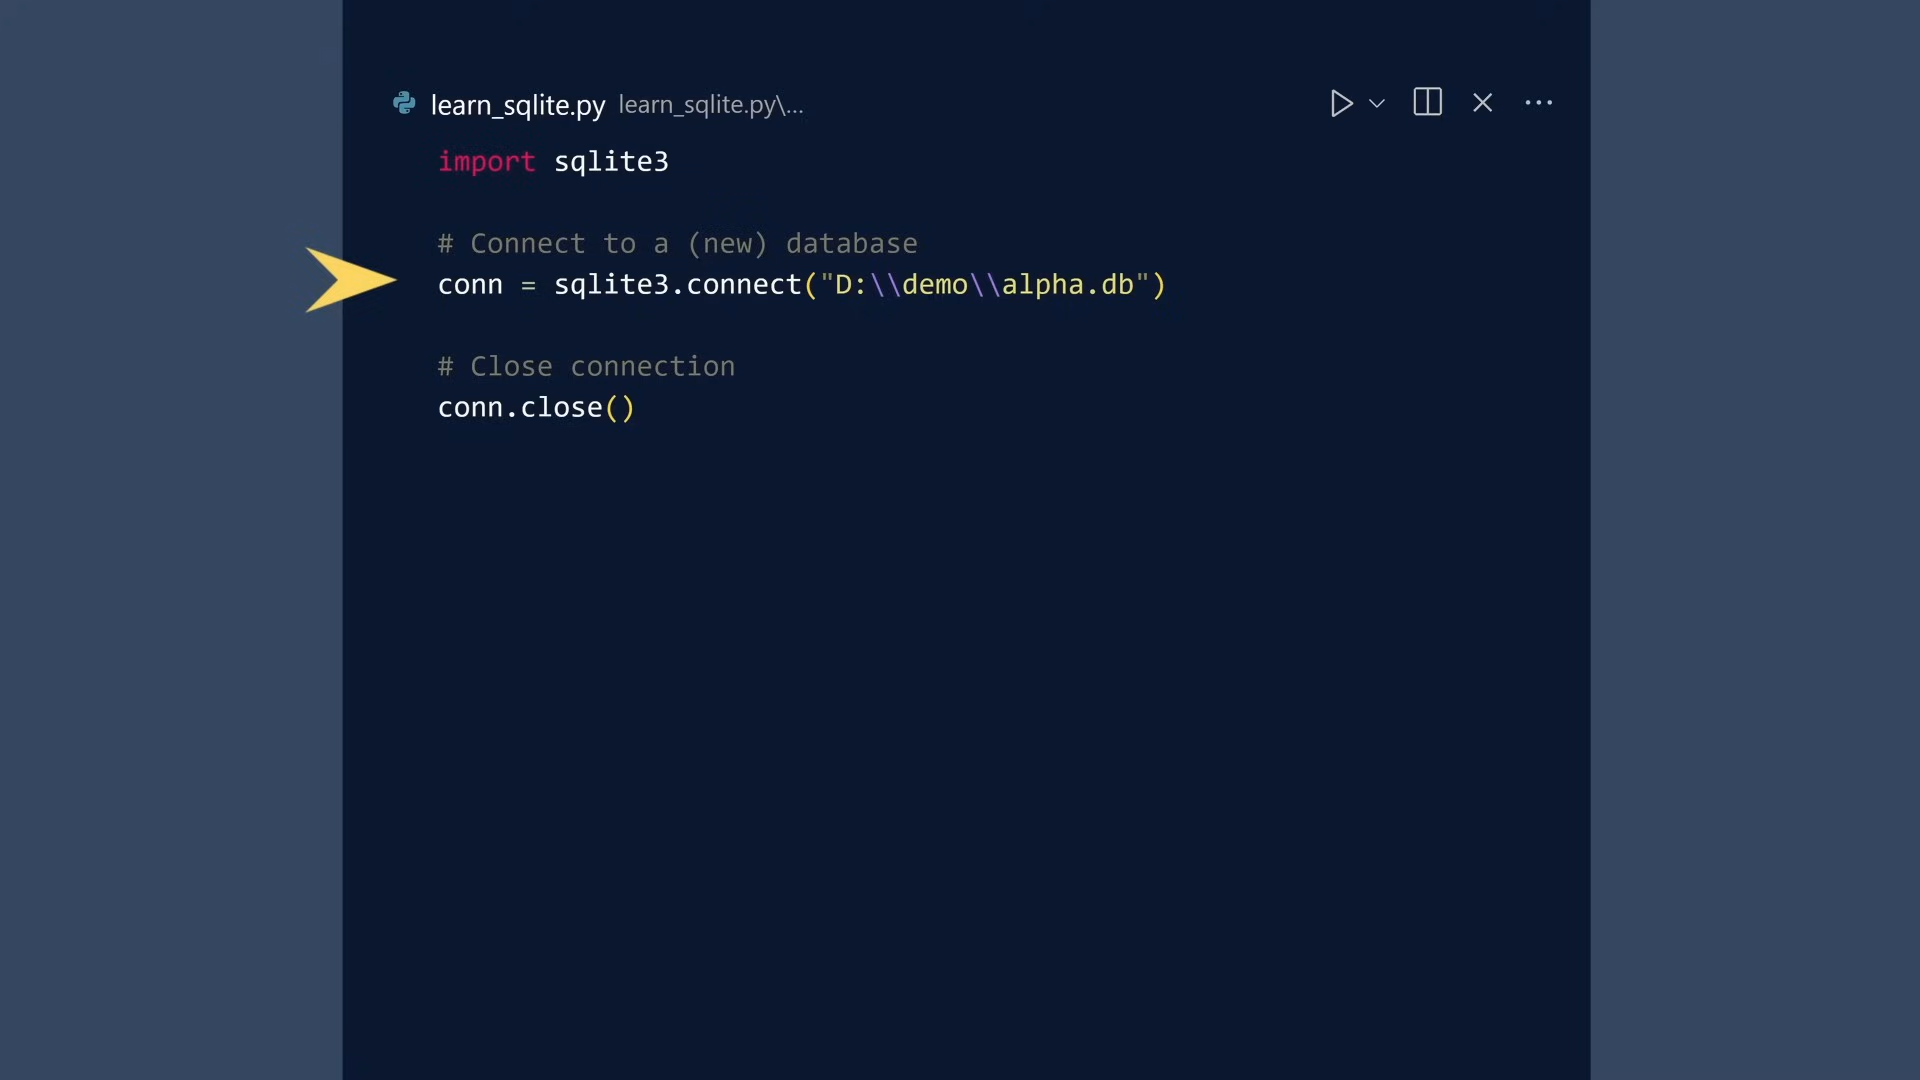 learn_sqlite.py learn_sqlite.py\...
import sqlite3
# Connect to a (new) database
conn = sqlite3.connect("D:\\demo\\alpha.db")
# Close connection
conn.close()